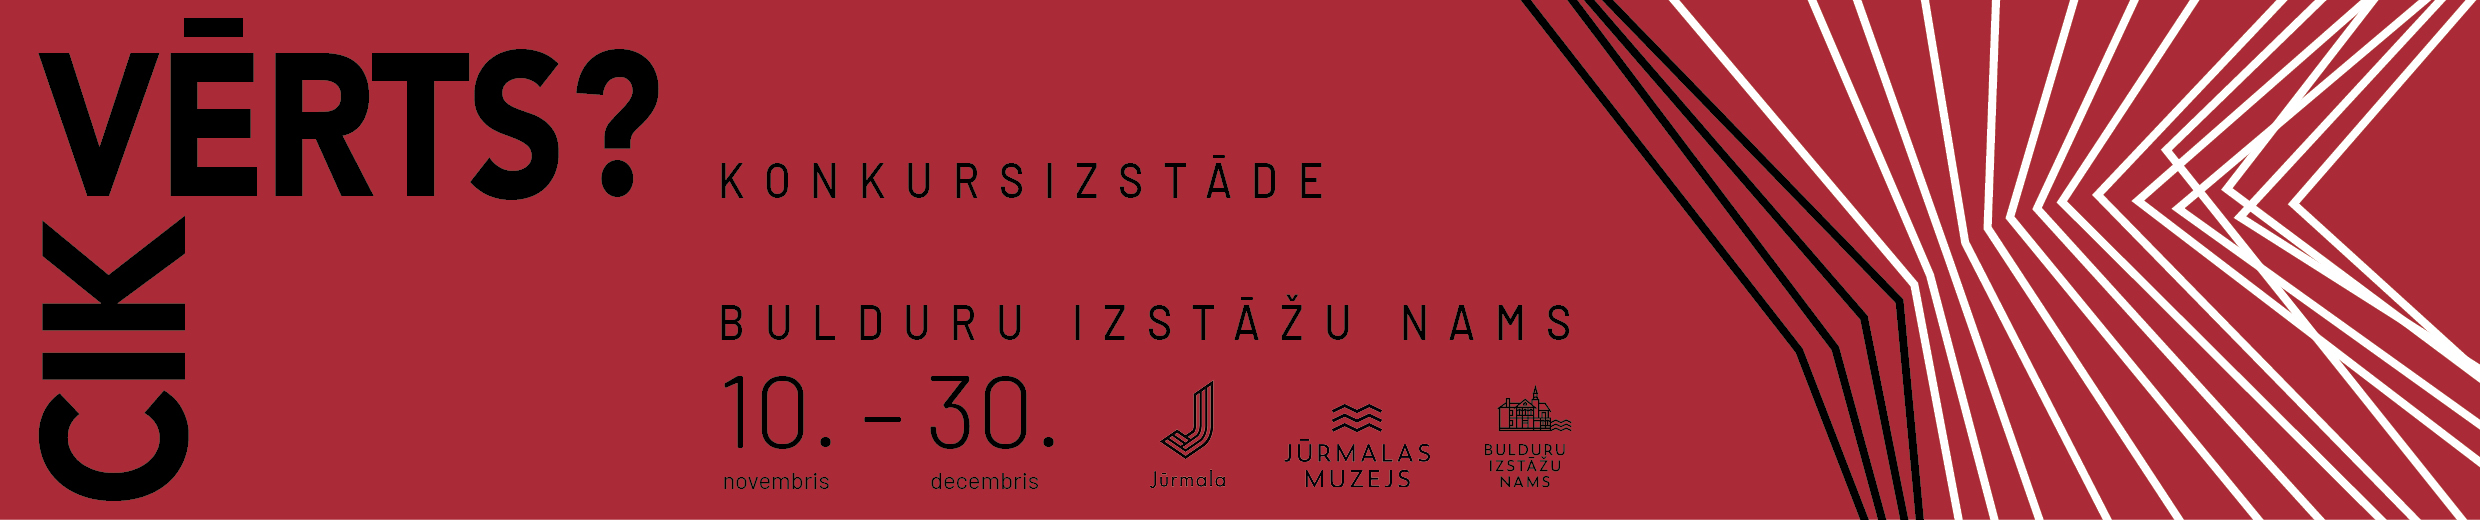 CIK
VĒRTS?
KONKURSIZSTĀDE
BULDURU IZSTĀŽU NAMS
10. – 30.
novembris decembris
Jūrmala
JŪRMALAS
MUZEJS
BULDURU
IZSTĀŽU
NAMS